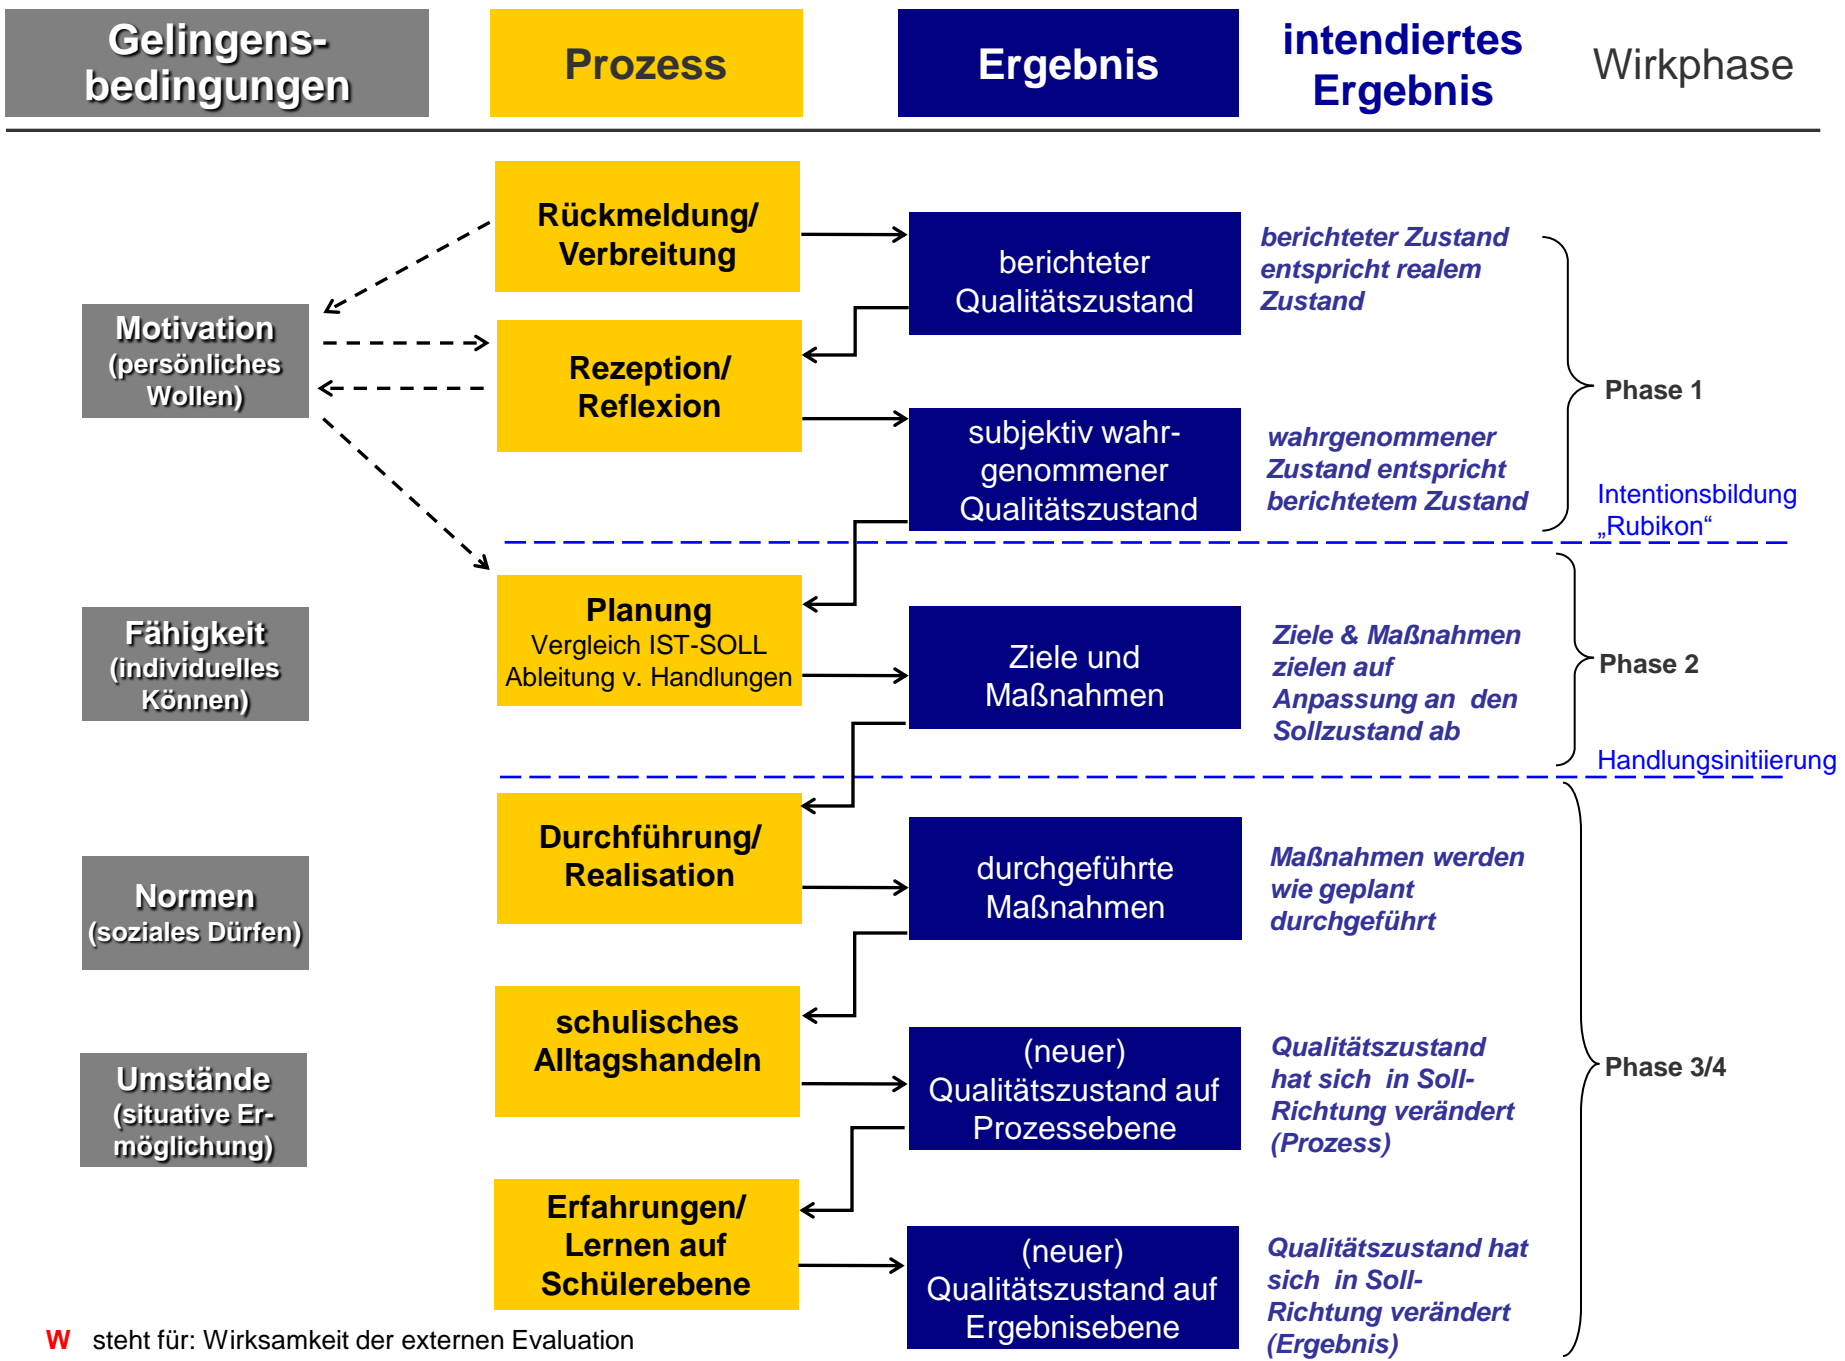 Gelingens-
bedingungen
Prozess
Ergebnis
intendiertes
Ergebnis
Wirkphase
Rückmeldung/
Verbreitung
berichteter
Qualitätszustand
berichteter Zustand
entspricht realem
Zustand
Motivation
(persönliches
Wollen)
Rezeption/
Reflexion
Phase 1
subjektiv wahr-
genommener
Qualitätszustand
wahrgenommener
Zustand entspricht
berichtetem Zustand
Intentionsbildung
„Rubikon“
Planung
Vergleich IST-SOLL
Ableitung v. Handlungen
Fähigkeit
(individuelles
Können)
Ziele und
Maßnahmen
Ziele & Maßnahmen
zielen auf
Anpassung an  den
Sollzustand ab
Phase 2
Handlungsinitiierung
Durchführung/
Realisation
durchgeführte
Maßnahmen
Maßnahmen werden
wie geplant
durchgeführt
Normen
(soziales Dürfen)
schulisches
Alltagshandeln
(neuer)
Qualitätszustand auf
Prozessebene
Qualitätszustand
hat sich  in Soll-
Richtung verändert
(Prozess)
Phase 3/4
Umstände
(situative Er-
möglichung)
Erfahrungen/
Lernen auf
Schülerebene
(neuer)
Qualitätszustand auf
Ergebnisebene
Qualitätszustand hat
sich  in Soll-
Richtung verändert
(Ergebnis)
W steht für: Wirksamkeit der externen Evaluation